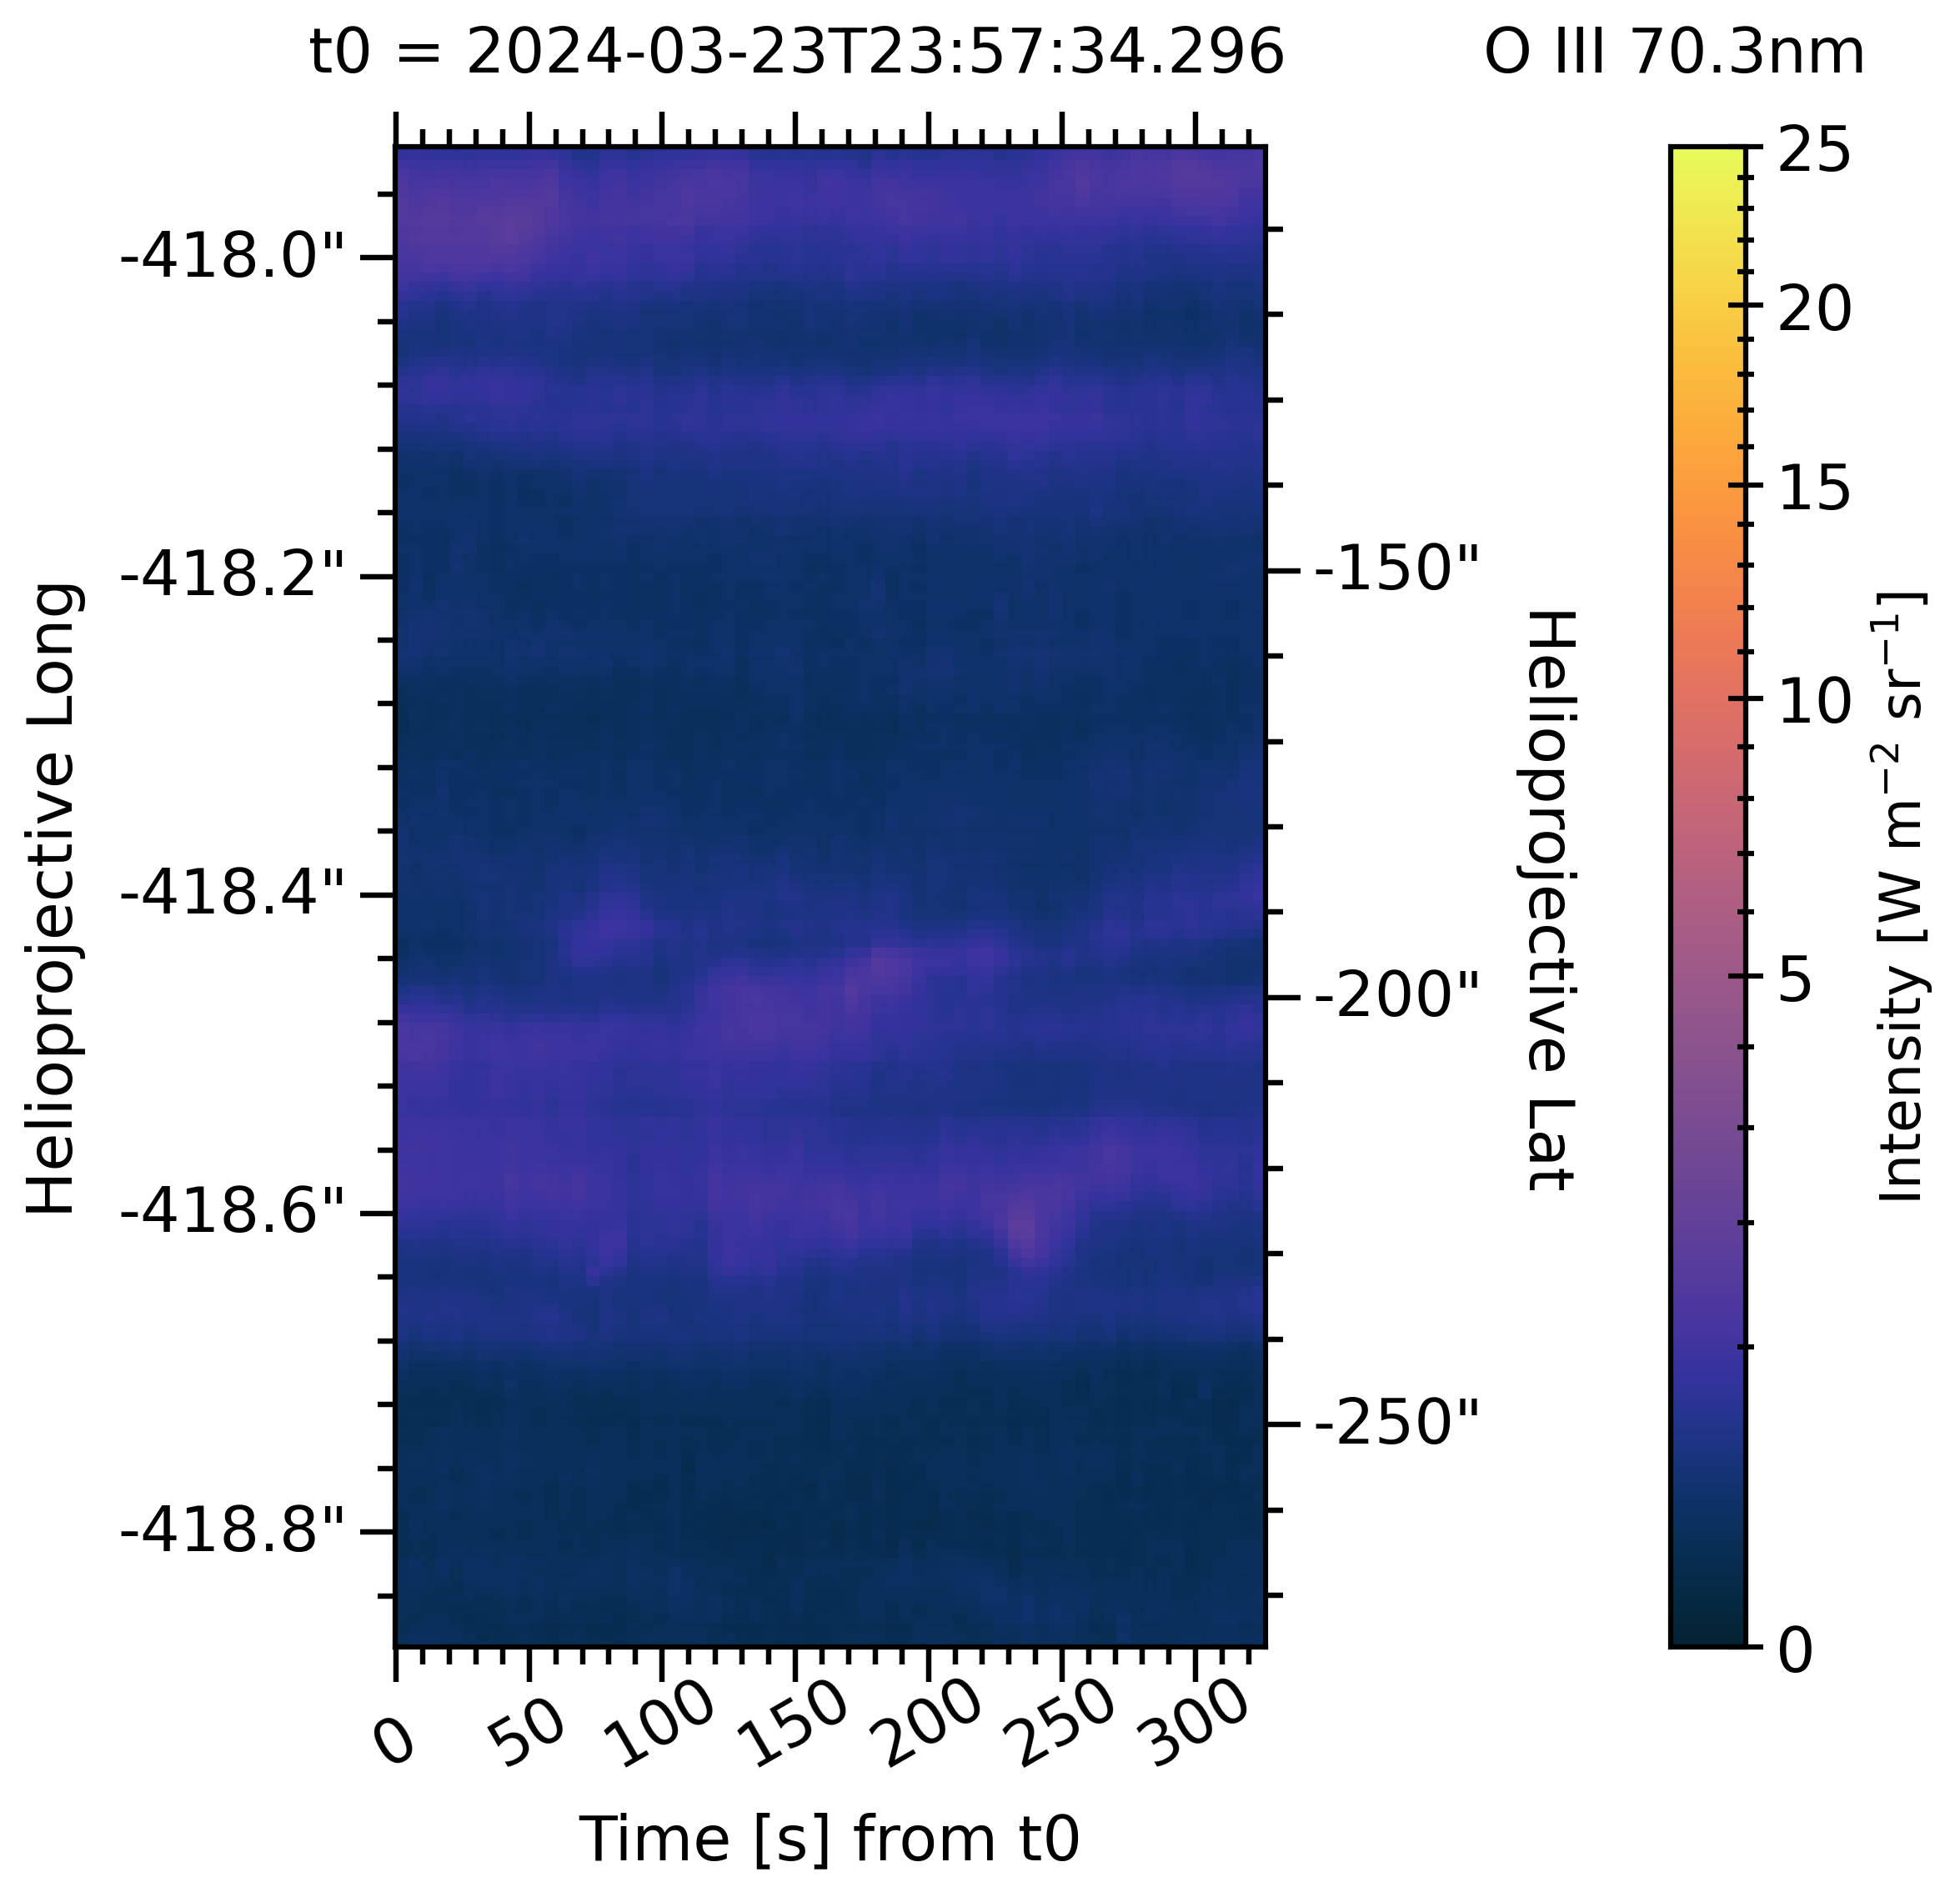 t0 = 2024-03-23T23:57:34.296
O III 70.3nm
-418.0"
-418.2"
-418.4"
-418.6"
-418.8"
Helioprojective Long
-150"
-200"
-250"
Helioprojective Lat
25
20
15
10
5
0
Intensity [W m⁻² sr⁻¹]
0 50 100 150 200 250 300
Time [s] from t0